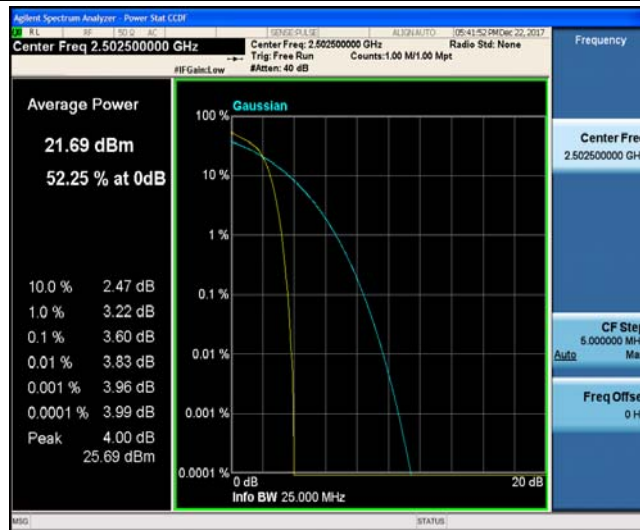 Agilent Spectrum Analyzer - Power Stat CCDF
RL RF 50 Ω AC SENSE:PULSE ALIGN AUTO 05:41:52 PM Dec 22, 2017
Center Freq 2.502500000 GHz
Center Freq: 2.502500000 GHz Radio Std: None
Trig: Free Run Counts:1.00 M/1.00 Mpt
#IFGain:Low #Atten: 40 dB
Frequency
Average Power
21.69 dBm
52.25 % at 0dB
10.0 % 2.47 dB
1.0 % 3.22 dB
0.1 % 3.60 dB
0.01 % 3.83 dB
0.001 % 3.96 dB
0.0001 % 3.99 dB
Peak 4.00 dB
25.69 dBm
Gaussian
100 %
10 %
1 %
0.1 %
0.01 %
0.001 %
0.0001 %
0 dB 20 dB
Info BW 25.000 MHz
Center Fre
2.502500000 GH
CF Step
5.000000 MH
Auto Ma
Freq Offse
0 H
MSG STATUS